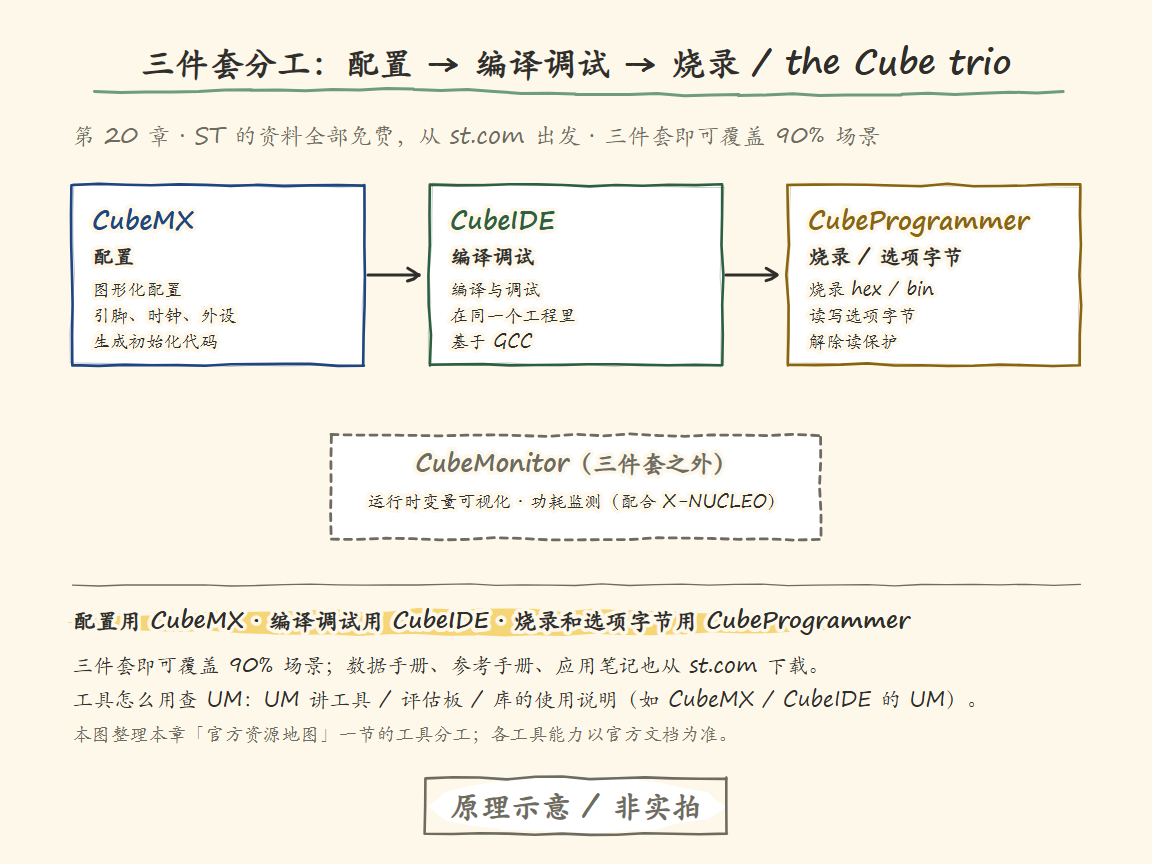 三件套分工：配置 → 编译调试 → 烧录 / the Cube trio
第 20 章 · ST 的资料全部免费，从 st.com 出发 · 三件套即可覆盖 90% 场景
CubeMX
配置
图形化配置
引脚、时钟、外设
生成初始化代码
CubeIDE
编译调试
编译与调试
在同一个工程里
基于 GCC
CubeProgrammer
烧录 / 选项字节
烧录 hex / bin
读写选项字节
解除读保护
CubeMonitor（三件套之外）
运行时变量可视化 · 功耗监测（配合 X-NUCLEO）
配置用 CubeMX · 编译调试用 CubeIDE · 烧录和选项字节用 CubeProgrammer
三件套即可覆盖 90% 场景；数据手册、参考手册、应用笔记也从 st.com 下载。
工具怎么用查 UM：UM 讲工具 / 评估板 / 库的使用说明（如 CubeMX / CubeIDE 的 UM）。
本图整理本章「官方资源地图」一节的工具分工；各工具能力以官方文档为准。
原理示意 / 非实拍